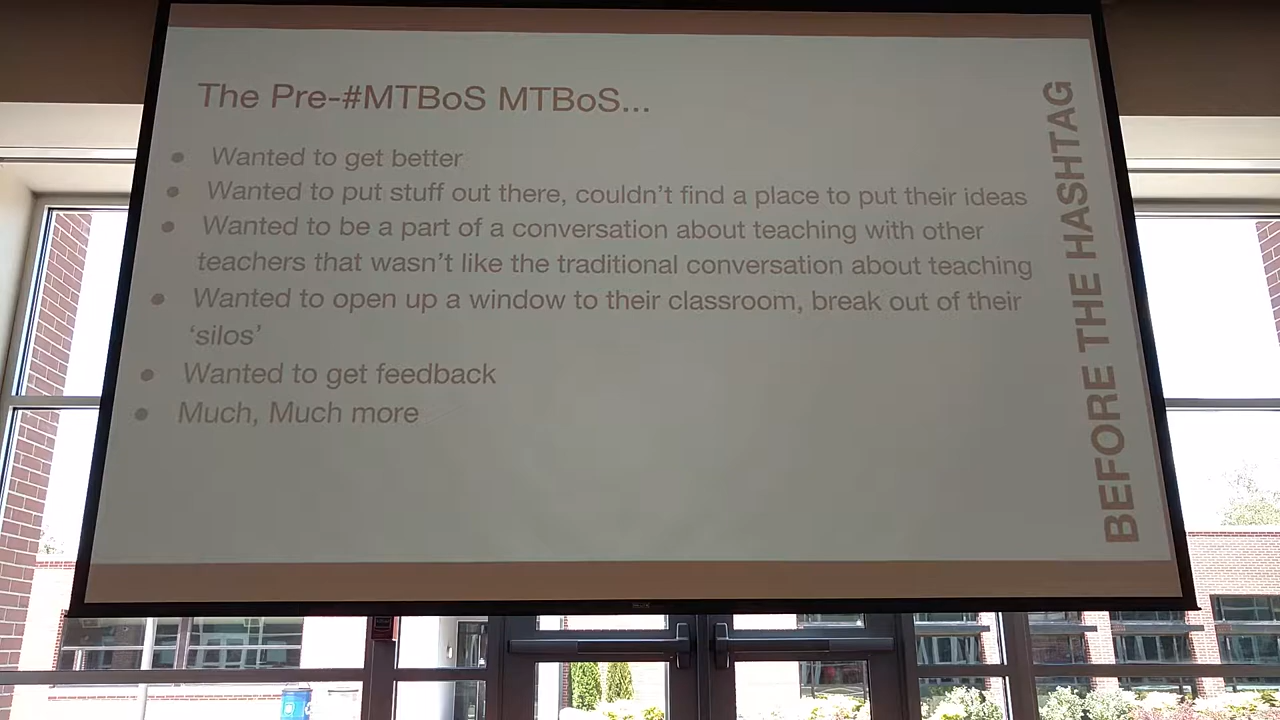 The Pre-#MTBoS MTBoS...
● Wanted to get better
● Wanted to put stuff out there, couldn't find a place to put their ideas
● Wanted to be a part of a conversation about teaching with other
teachers that wasn't like the traditional conversation about teaching
● Wanted to open up a window to their classroom, break out of their
'silos'
● Wanted to get feedback
● Much, Much more
BEFORE THE HASHTAG